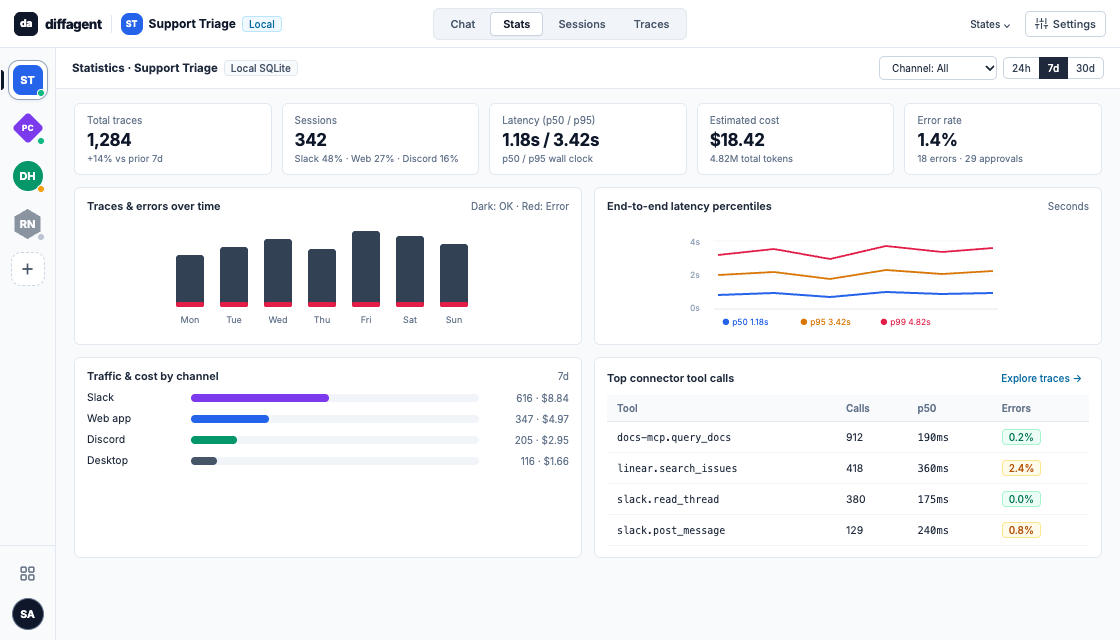 da diffagent ST Support Triage Local Chat Stats Sessions Traces States Settings
ST
PC
DH
RN
+
SA
Statistics · Support Triage Local SQLite Channel: All 24h 7d 30d
Total traces
1,284
+14% vs prior 7d
Sessions
342
Slack 48% · Web 27% · Discord 16%
Latency (p50 / p95)
1.18s / 3.42s
p50 / p95 wall clock
Estimated cost
$18.42
4.82M total tokens
Error rate
1.4%
18 errors · 29 approvals
Traces & errors over time Dark: OK · Red: Error
Mon Tue Wed Thu Fri Sat Sun
End-to-end latency percentiles Seconds
4s
2s
0s
p50 1.18s p95 3.42s p99 4.82s
Traffic & cost by channel 7d
Slack 616 · $8.84
Web app 347 · $4.97
Discord 205 · $2.95
Desktop 116 · $1.66
Top connector tool calls Explore traces →
Tool Calls p50 Errors
docs-mcp.query_docs 912 190ms 0.2%
linear.search_issues 418 360ms 2.4%
slack.read_thread 380 175ms 0.0%
slack.post_message 129 240ms 0.8%